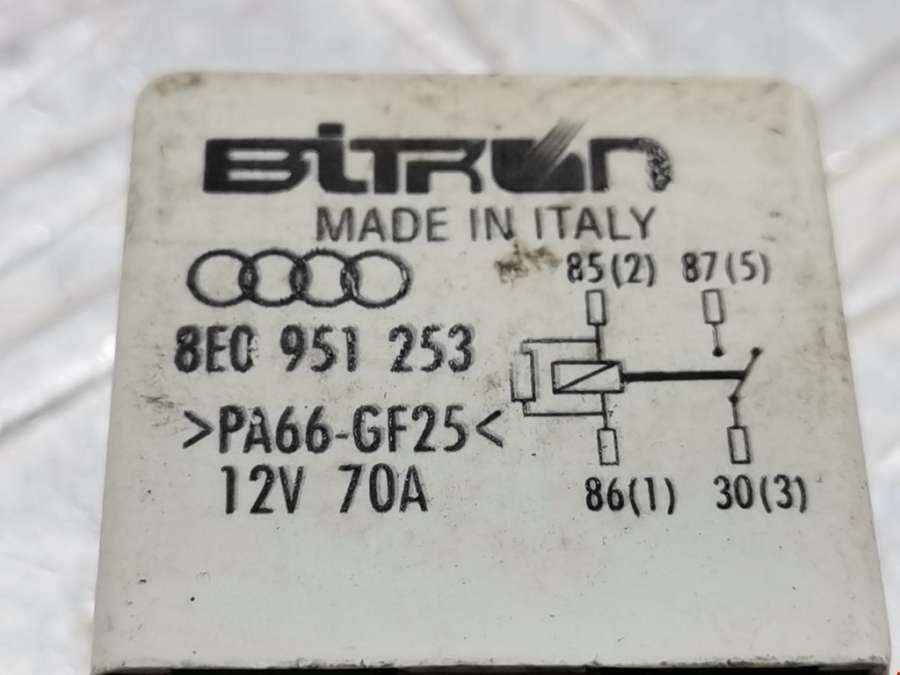 BiTRON
MADE IN ITALY
8E0 951 253
>PA66-GF25<
12V 70A
85(2) 87(5)
86(1) 30(3)